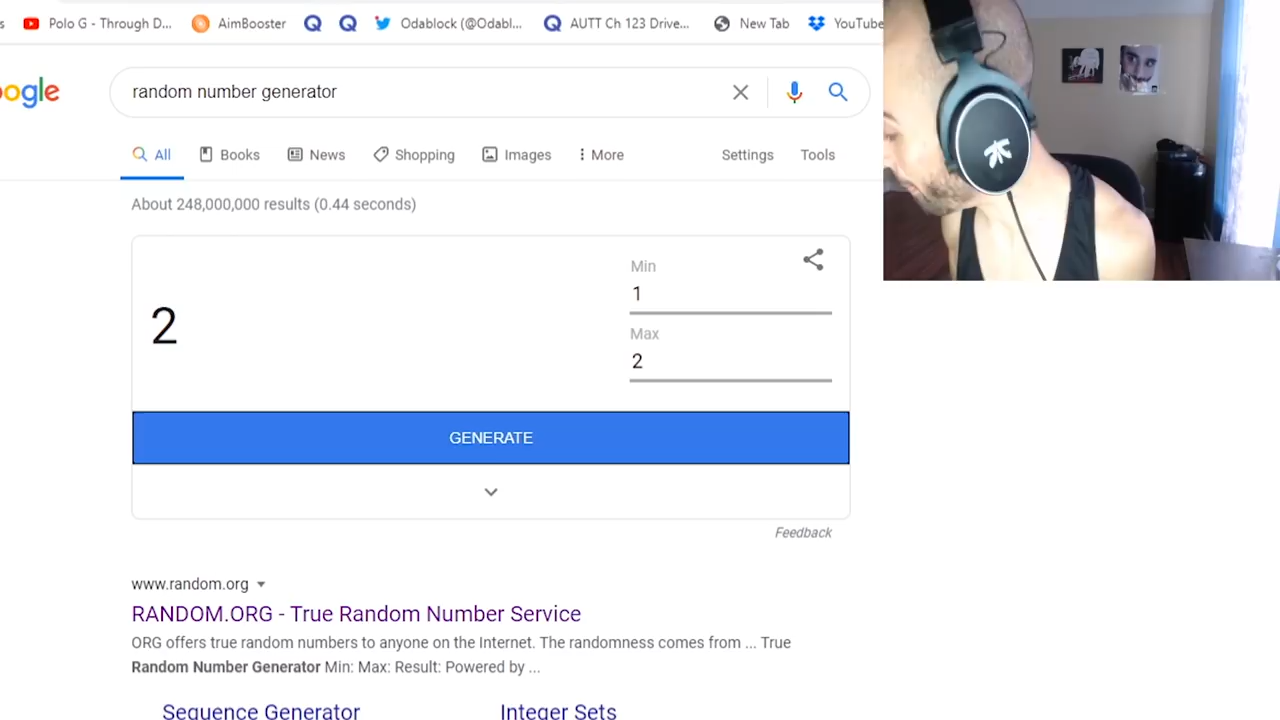 Polo G - Through D... AimBooster Odablock (@Odabl... AUTT Ch 123 Drive... New Tab YouTube
ogle random number generator
All Books News Shopping Images More Settings Tools
About 248,000,000 results (0.44 seconds)
Min
1
2
Max
2
GENERATE
Feedback
www.random.org
RANDOM.ORG - True Random Number Service
ORG offers true random numbers to anyone on the Internet. The randomness comes from ... True
Random Number Generator Min: Max: Result: Powered by ...
Sequence Generator Integer Sets